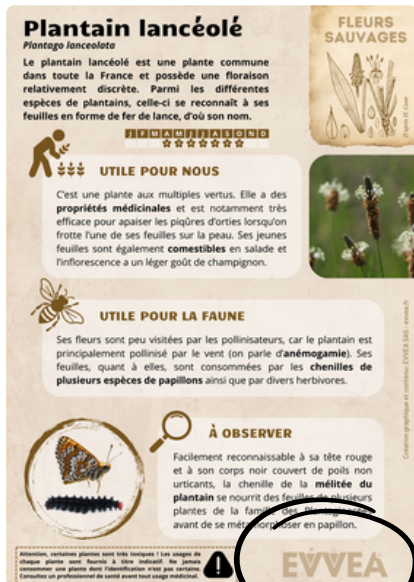 Plantain lancéolé
Plantago lanceolata
FLEURS
SAUVAGES
Le plantain lancéolé est une plante commune
dans toute la France et possède une floraison
relativement discrète. Parmi les différentes
espèces de plantains, celle-ci se reconnaît à ses
feuilles en forme de fer de lance, d'où son nom.
J F M A M J J A S O N D
UTILE POUR NOUS
C'est une plante aux multiples vertus. Elle a des
propriétés médicinales et est notamment très
efficace pour apaiser les piqûres d'orties lorsqu'on
frotte l'une de ses feuilles sur la peau. Ses jeunes
feuilles sont également comestibles en salade et
l'inflorescence a un léger goût de champignon.
UTILE POUR LA FAUNE
Ses fleurs sont peu visitées par les pollinisateurs, car le plantain est
principalement pollinisé par le vent (on parle d'anémogamie). Ses
feuilles, quant à elles, sont consommées par les chenilles de
plusieurs espèces de papillons ainsi que par divers herbivores.
Création graphique et contenu: EVVEA SAS - evvea.fr
À OBSERVER
Facilement reconnaissable à sa tête rouge
et à son corps noir couvert de poils non
urticants, la chenille de la mélitée du
plantain se nourrit des feuilles de plusieurs
plantes de la famille des
avant de se métamorphoser en papillon.
Attention, certaines plantes sont très toxiques ! Les usages de
chaque plante sont fournis à titre indicatif. Ne jamais
consommer une plante dont l'identification n'est pas certaine.
Consultez un professionnel de santé avant tout usage médicinal.
EVVEA